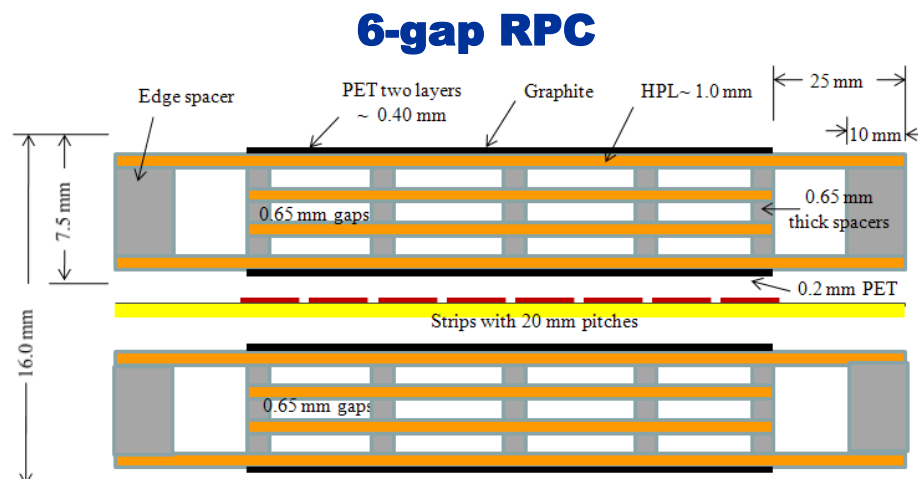 6-gap RPC
Edge spacer
PET two layers
~ 0.40 mm
Graphite
HPL~ 1.0 mm
25 mm
10 mm
7.5 mm
16.0 mm
0.65 mm gaps
0.65 mm
thick spacers
0.2 mm PET
Strips with 20 mm pitches
0.65 mm gaps